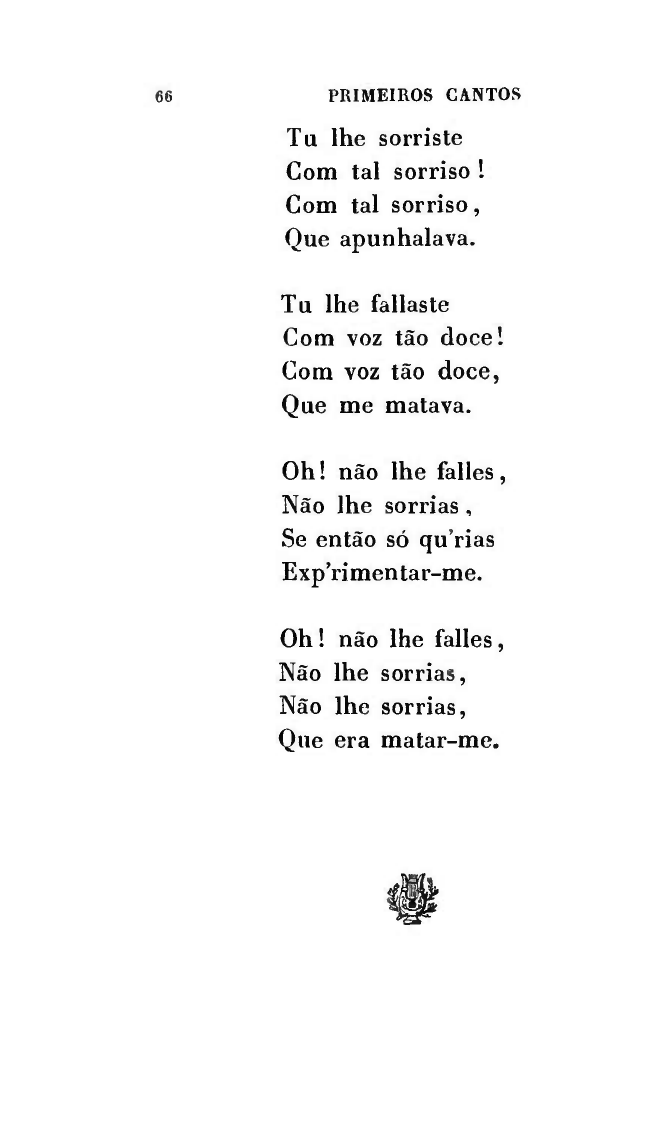 66 PRIMEIROS CANTOS
Tu lhe sorriste
Com tal sorriso !
Com tal sorriso ,
Que apunhalava.
Tu lhe fallaste
Com voz tão doce!
Com voz tão doce,
Que me matava.
Oh! não lhe falles ,
Não lhe sorrias ,
Se então só qu'rias
Exp'rimentar-me.
Oh! não lhe falles ,
Não lhe sorrias ,
Não lhe sorrias ,
Que era matar-me.